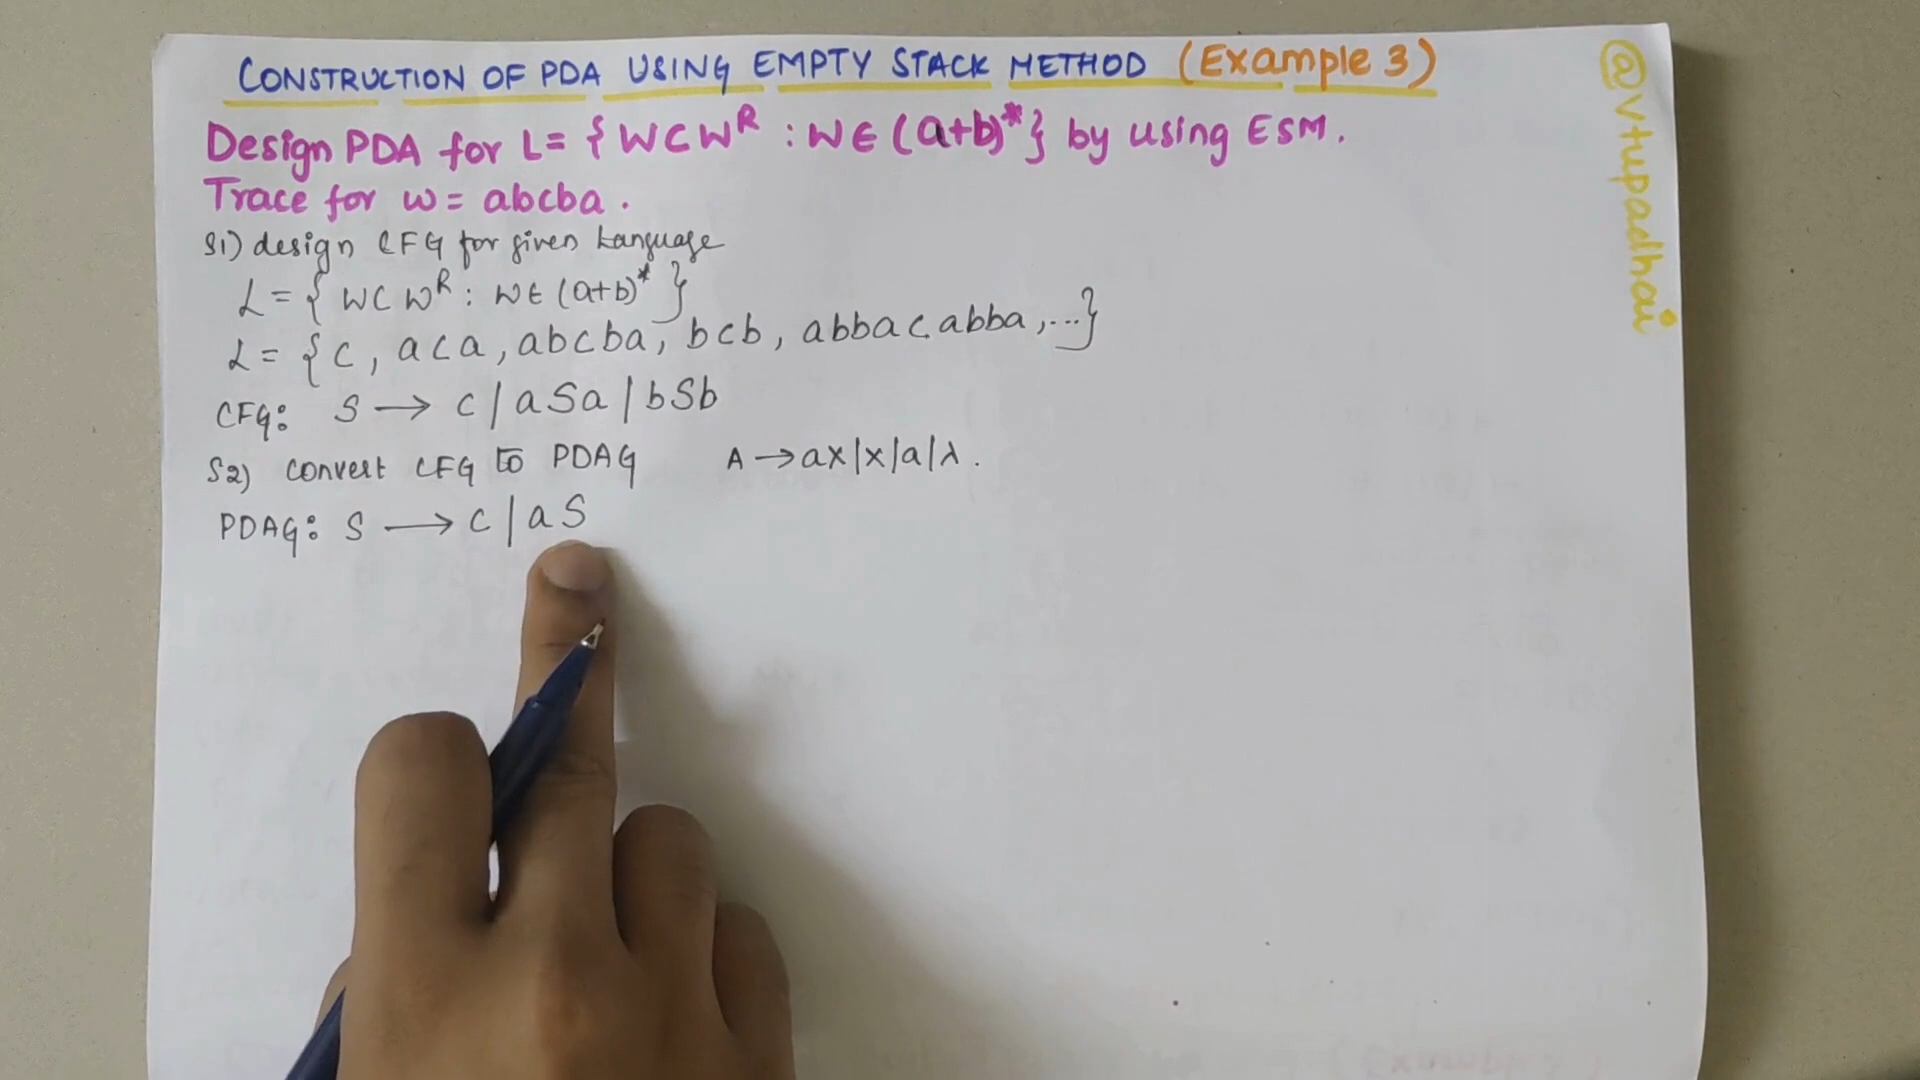 CONSTRUCTION OF PDA USING EMPTY STACK METHOD (Example 3)
Design PDA for L= {WCW^R : W∈(a+b)*} by using ESM.
Trace for w= abcba.
S1) design CFG for given Language
L = { WCW^R : W∈(a+b)* }
L = { c, aca, abcba, bcb, abbacabba,...}
CFG: S → c|aSa|bSb
S2) Convert CFG to PDAG A → ax|x|a|λ.
PDAG: S → c|aS
@vtupadhai